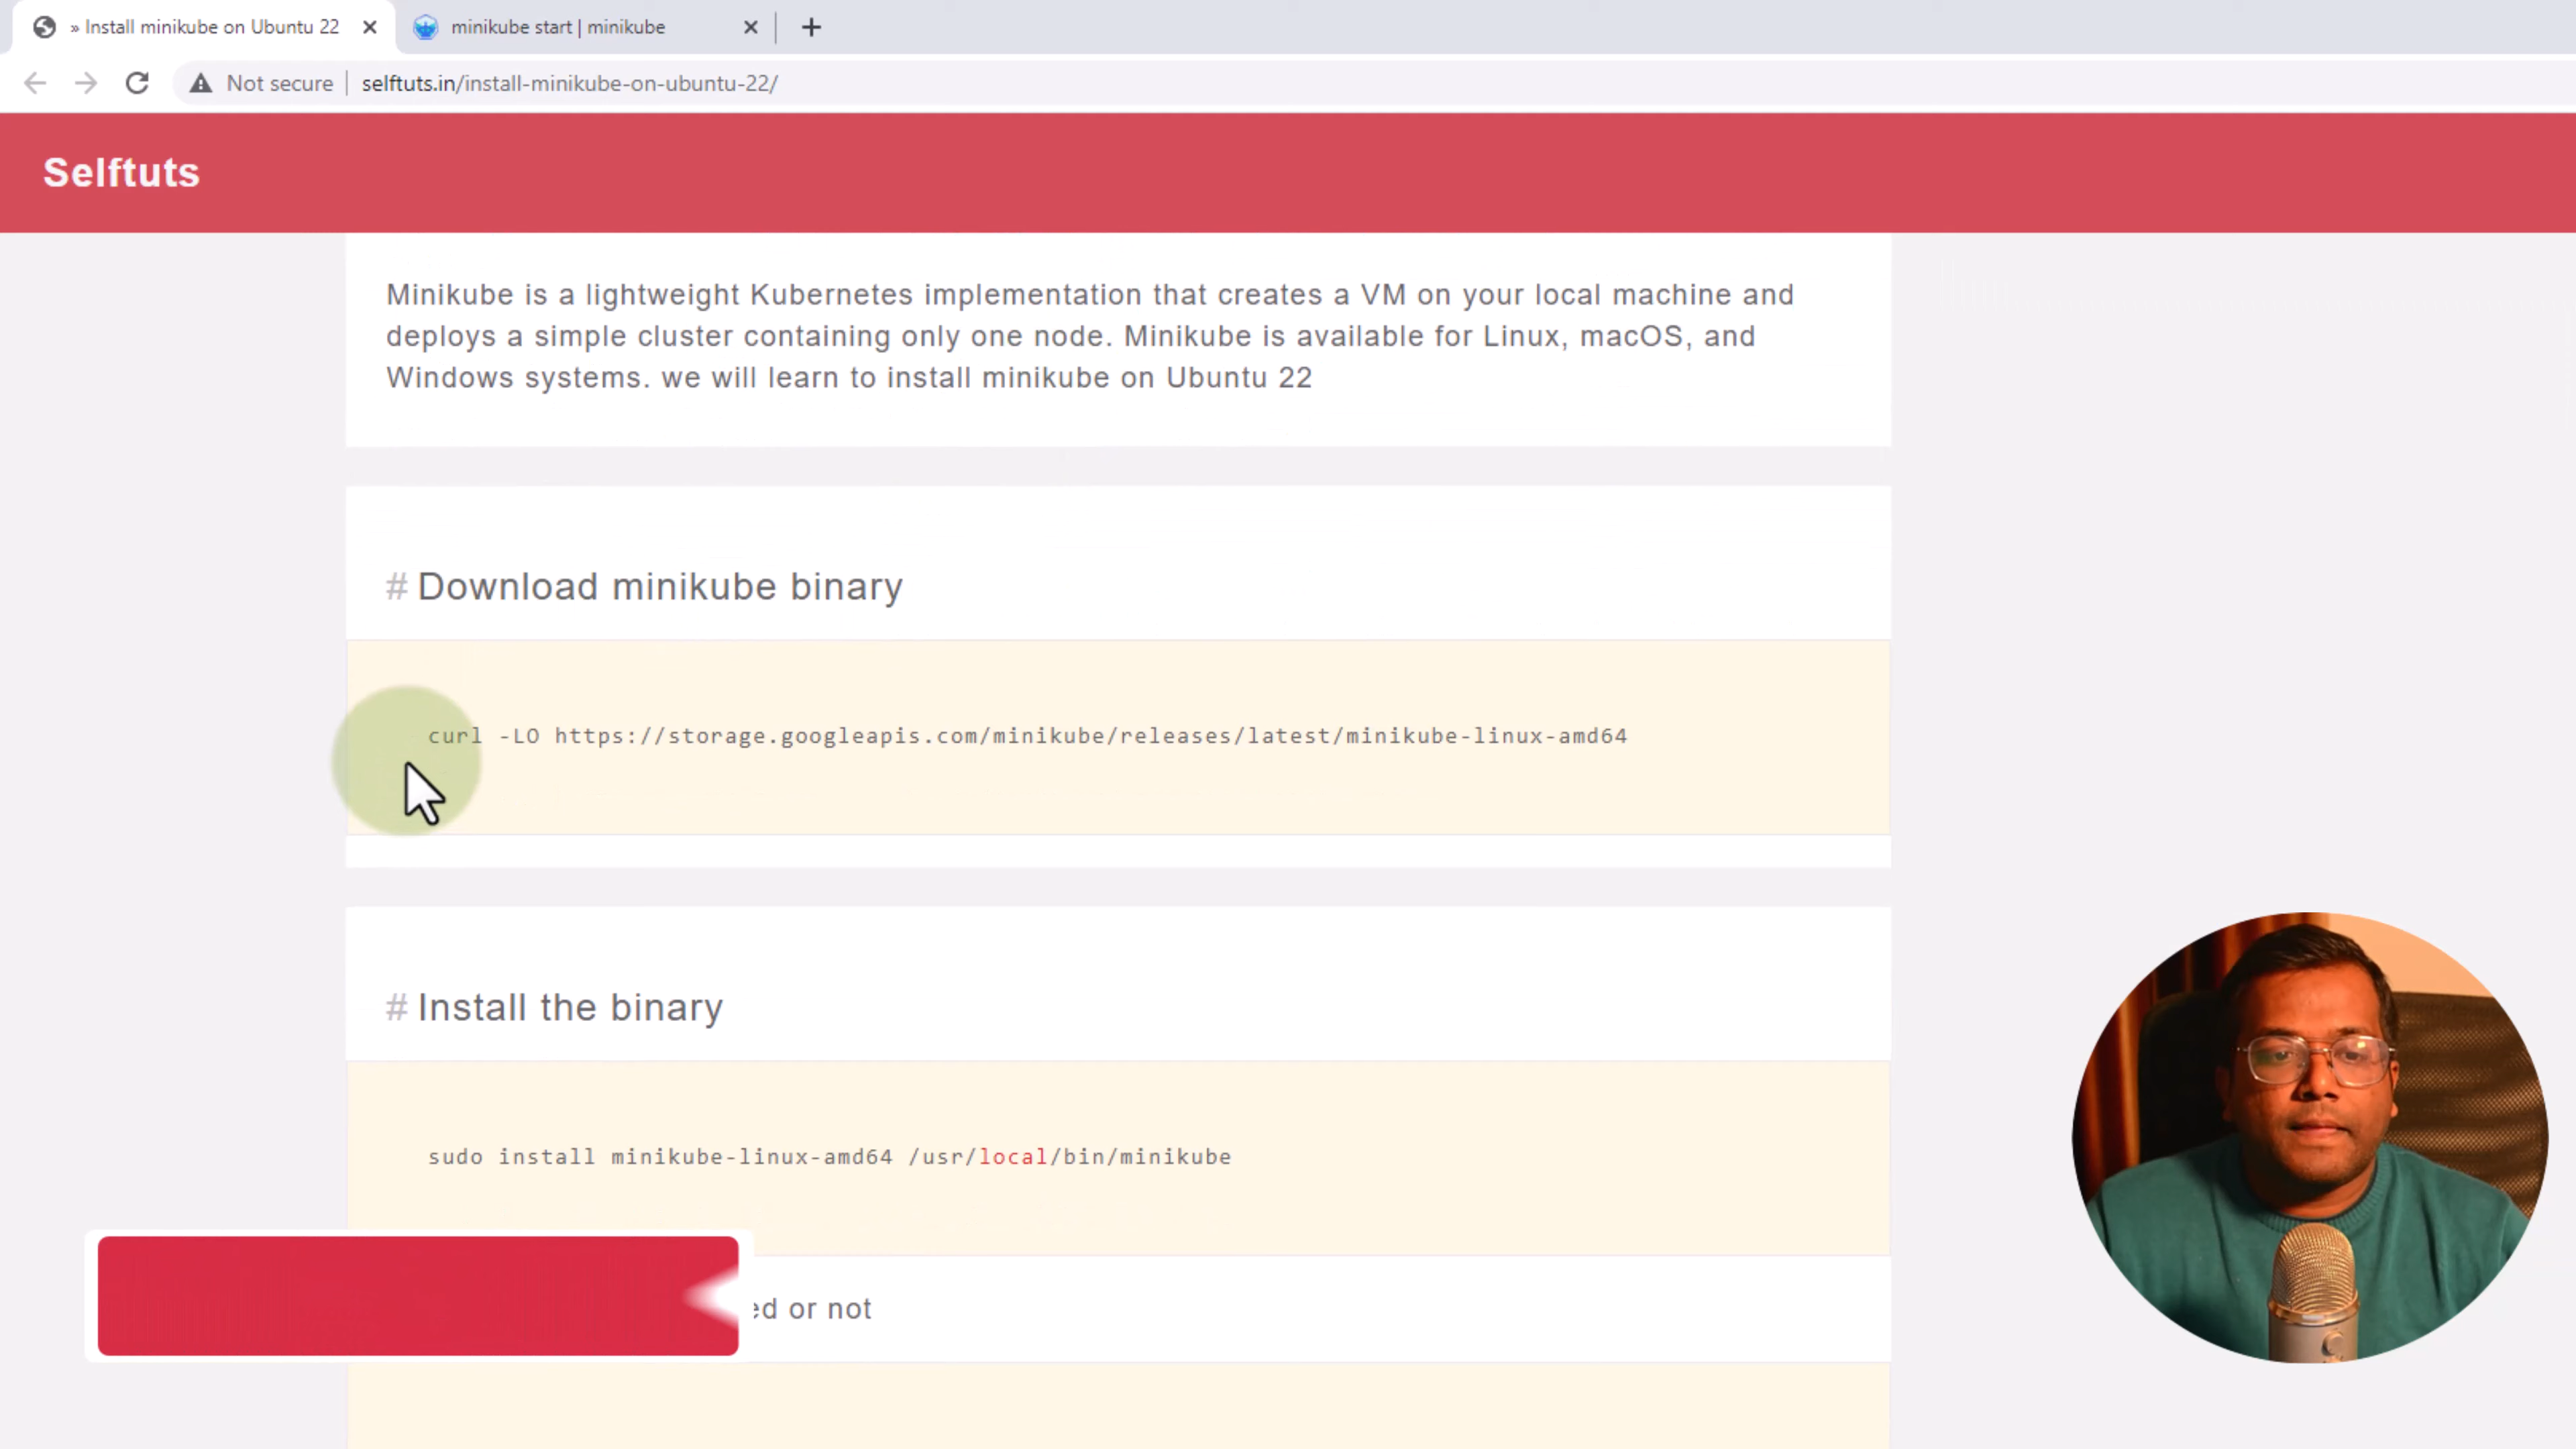 » Install minikube on Ubuntu 22
minikube start | minikube
Not secure
selftuts.in/install-minikube-on-ubuntu-22/
Selftuts
Minikube is a lightweight Kubernetes implementation that creates a VM on your local machine and
deploys a simple cluster containing only one node. Minikube is available for Linux, macOS, and
Windows systems. we will learn to install minikube on Ubuntu 22
# Download minikube binary
curl -LO https://storage.googleapis.com/minikube/releases/latest/minikube-linux-amd64
# Install the binary
sudo install minikube-linux-amd64 /usr/local/bin/minikube
or not